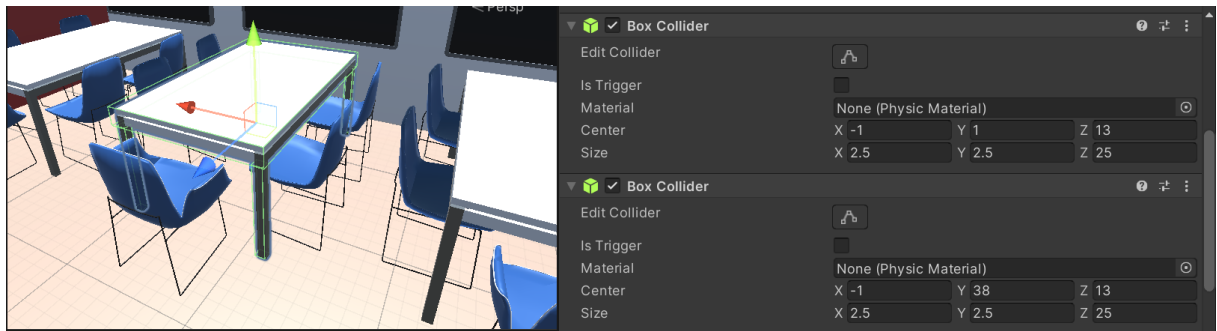 < Persp
Box Collider
Edit Collider
Is Trigger
Material None (Physic Material)
Center X -1 Y 1 Z 13
Size X 2.5 Y 2.5 Z 25
Box Collider
Edit Collider
Is Trigger
Material None (Physic Material)
Center X -1 Y 38 Z 13
Size X 2.5 Y 2.5 Z 25